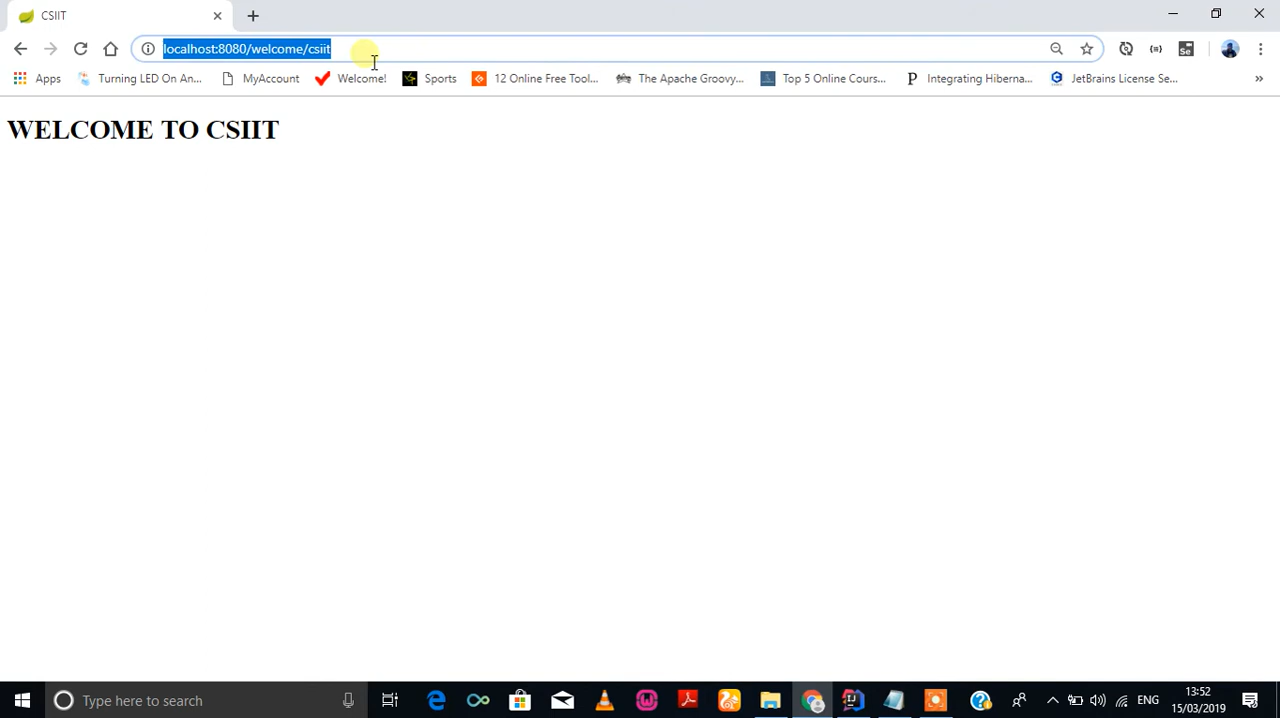 CSIIT
localhost:8080/welcome/csiit
Se
Apps Turning LED On An... MyAccount Welcome! Sports 12 Online Free Tool... The Apache Groovy... Top 5 Online Cours... P Integrating Hiberna... JetBrains License Se... »
WELCOME TO CSIIT
Type here to search
ENG
13:52
15/03/2019